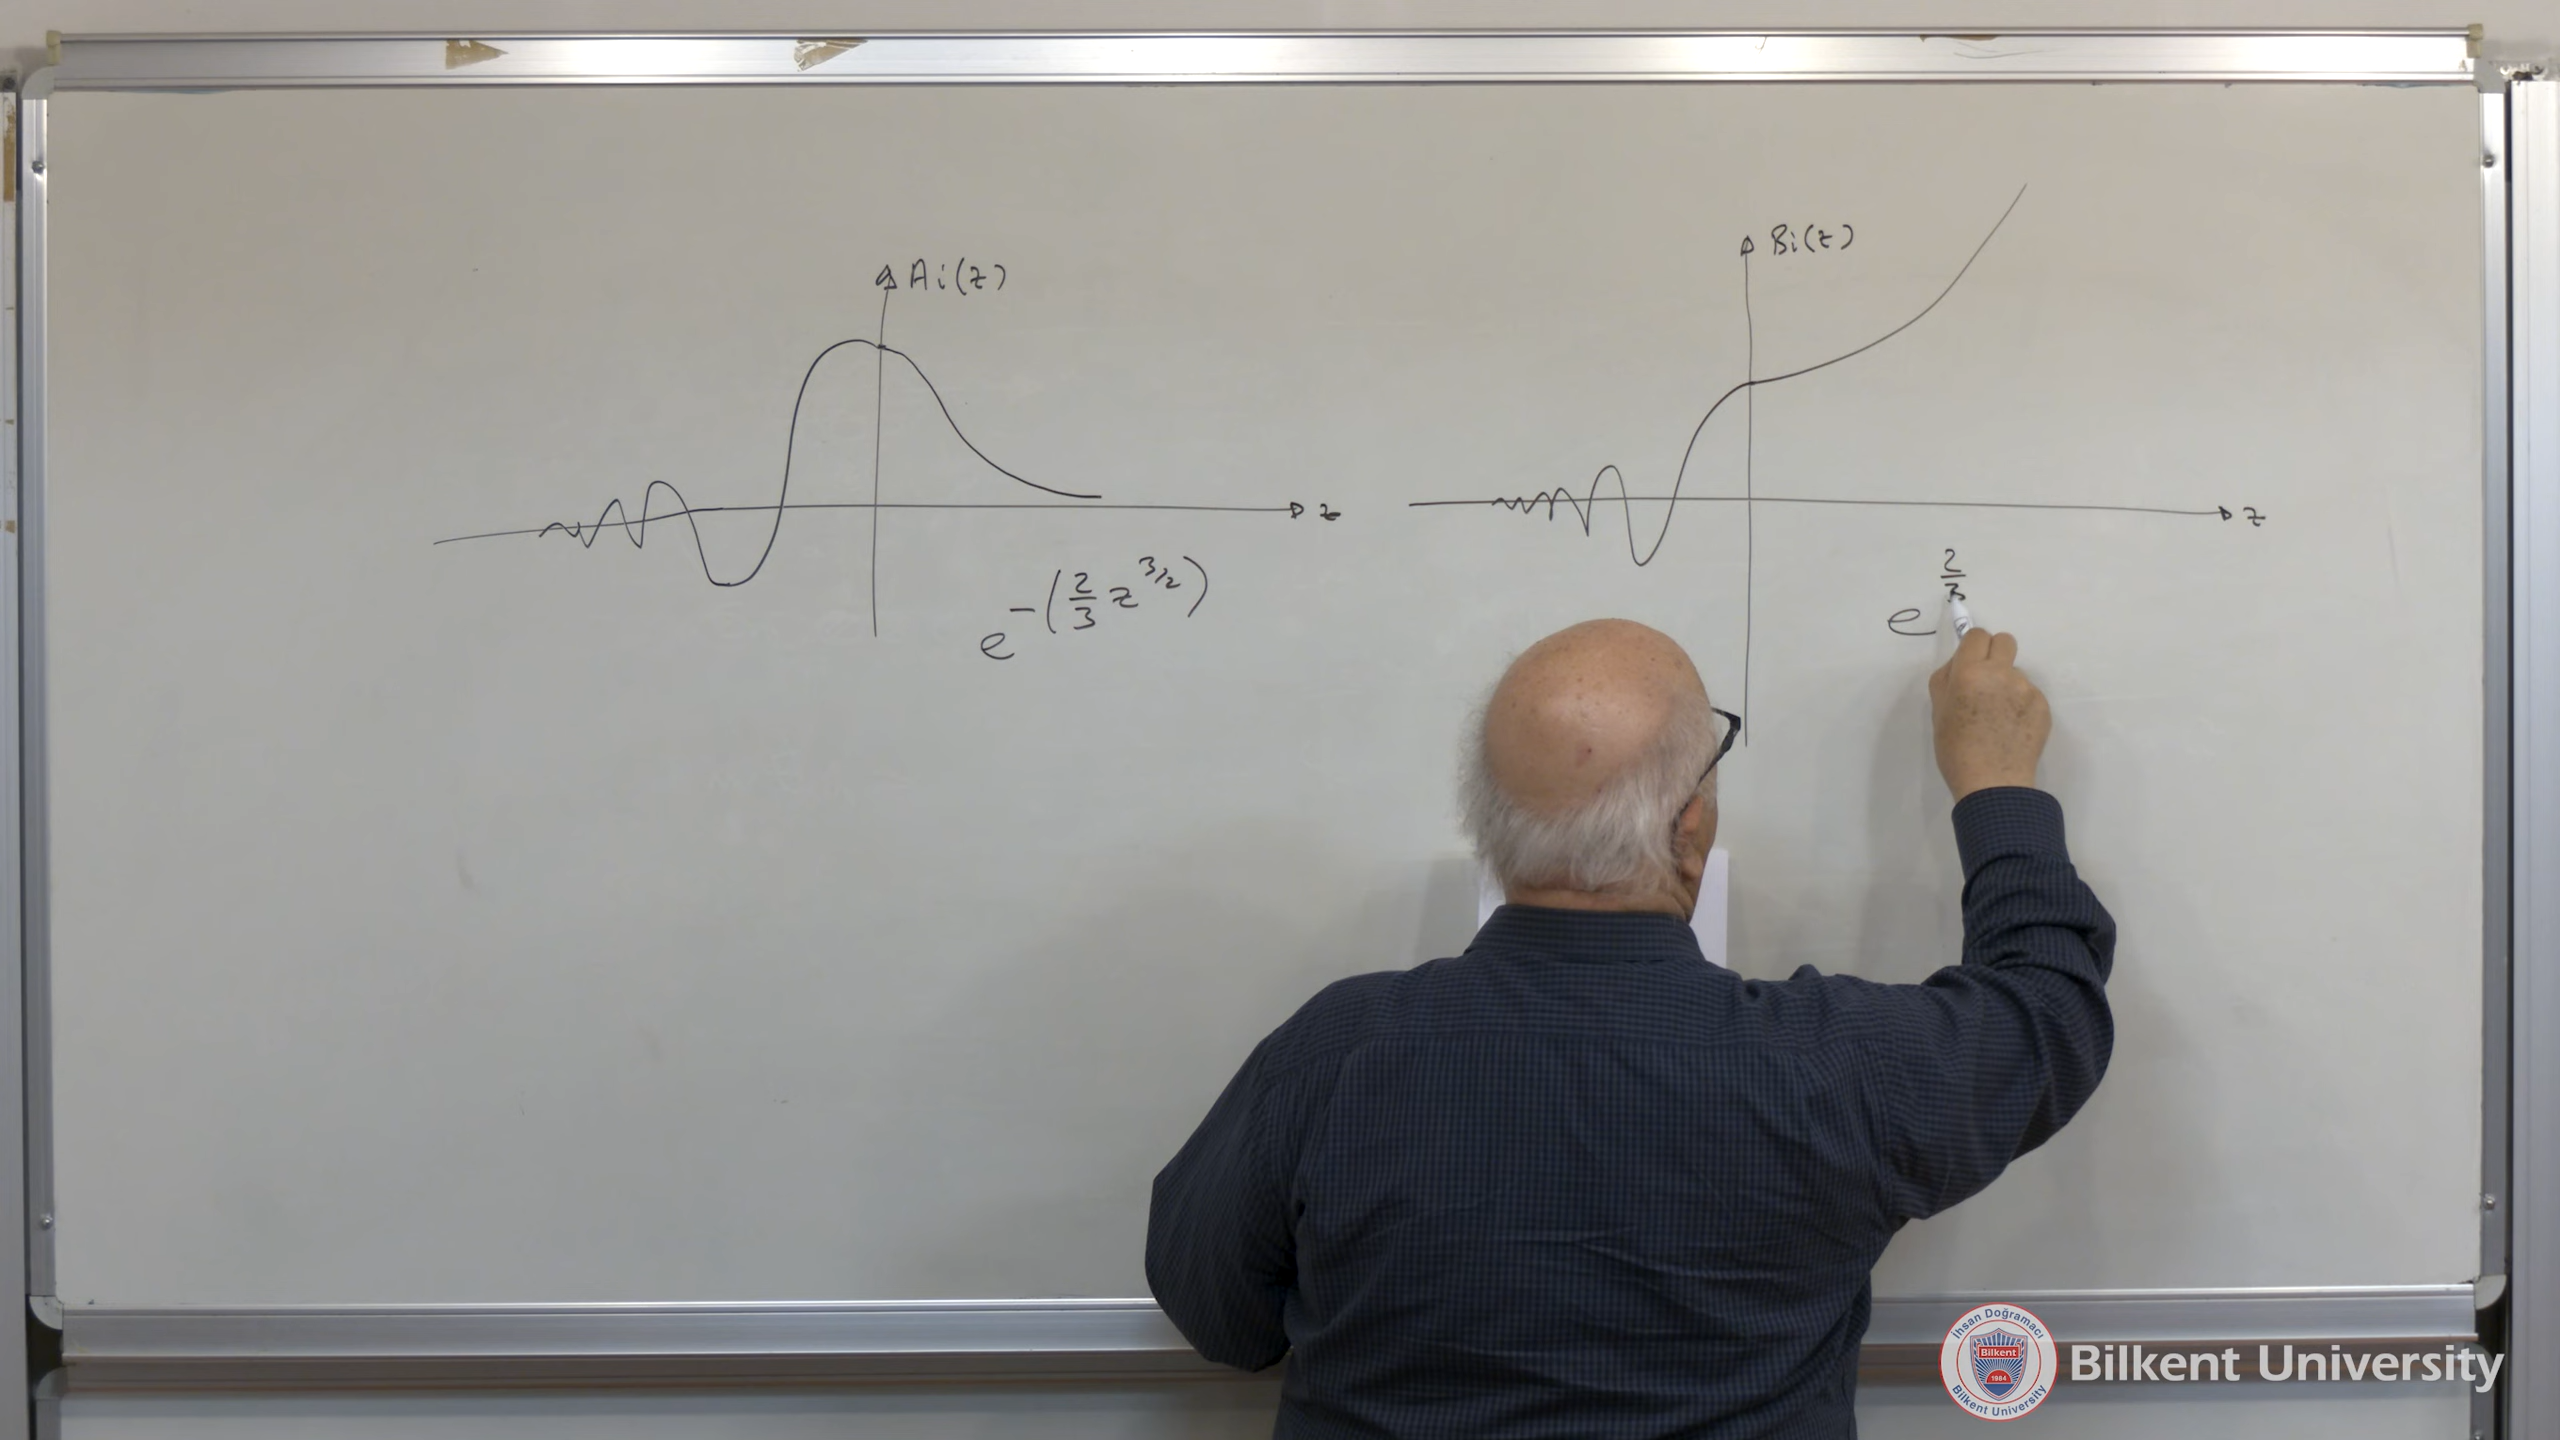 Ai(z)
z
e^{-(2/3 z^{3/2})}
Bi(z)
z
e^{2/3}
İhsan Doğramacı
Bilkent
1984
Bilkent University
Bilkent University